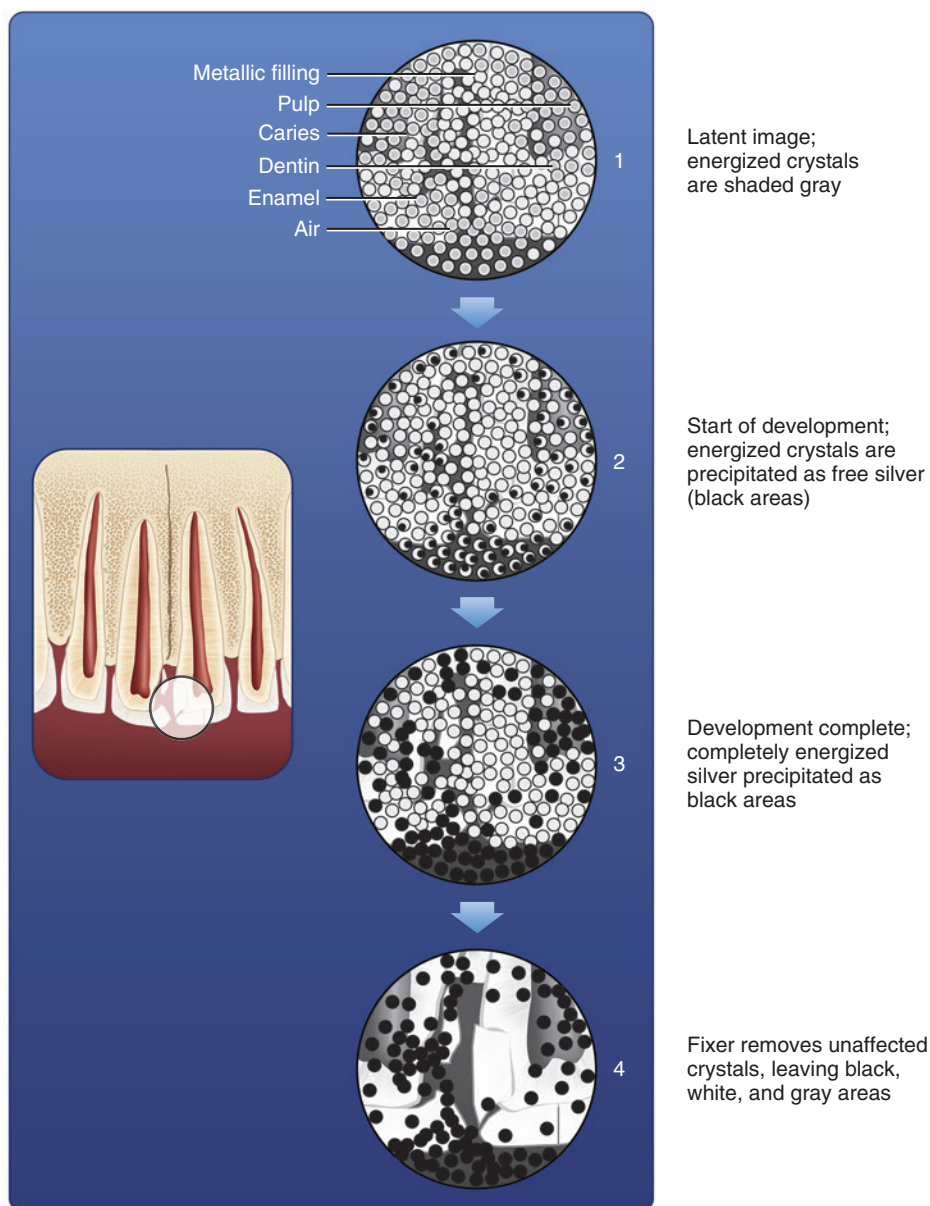 Metallic filling
Pulp
Caries
Dentin
Enamel
Air
1
Latent image;
energized crystals
are shaded gray
2
Start of development;
energized crystals are
precipitated as free silver
(black areas)
3
Development complete;
completely energized
silver precipitated as
black areas
4
Fixer removes unaffected
crystals, leaving black,
white, and gray areas